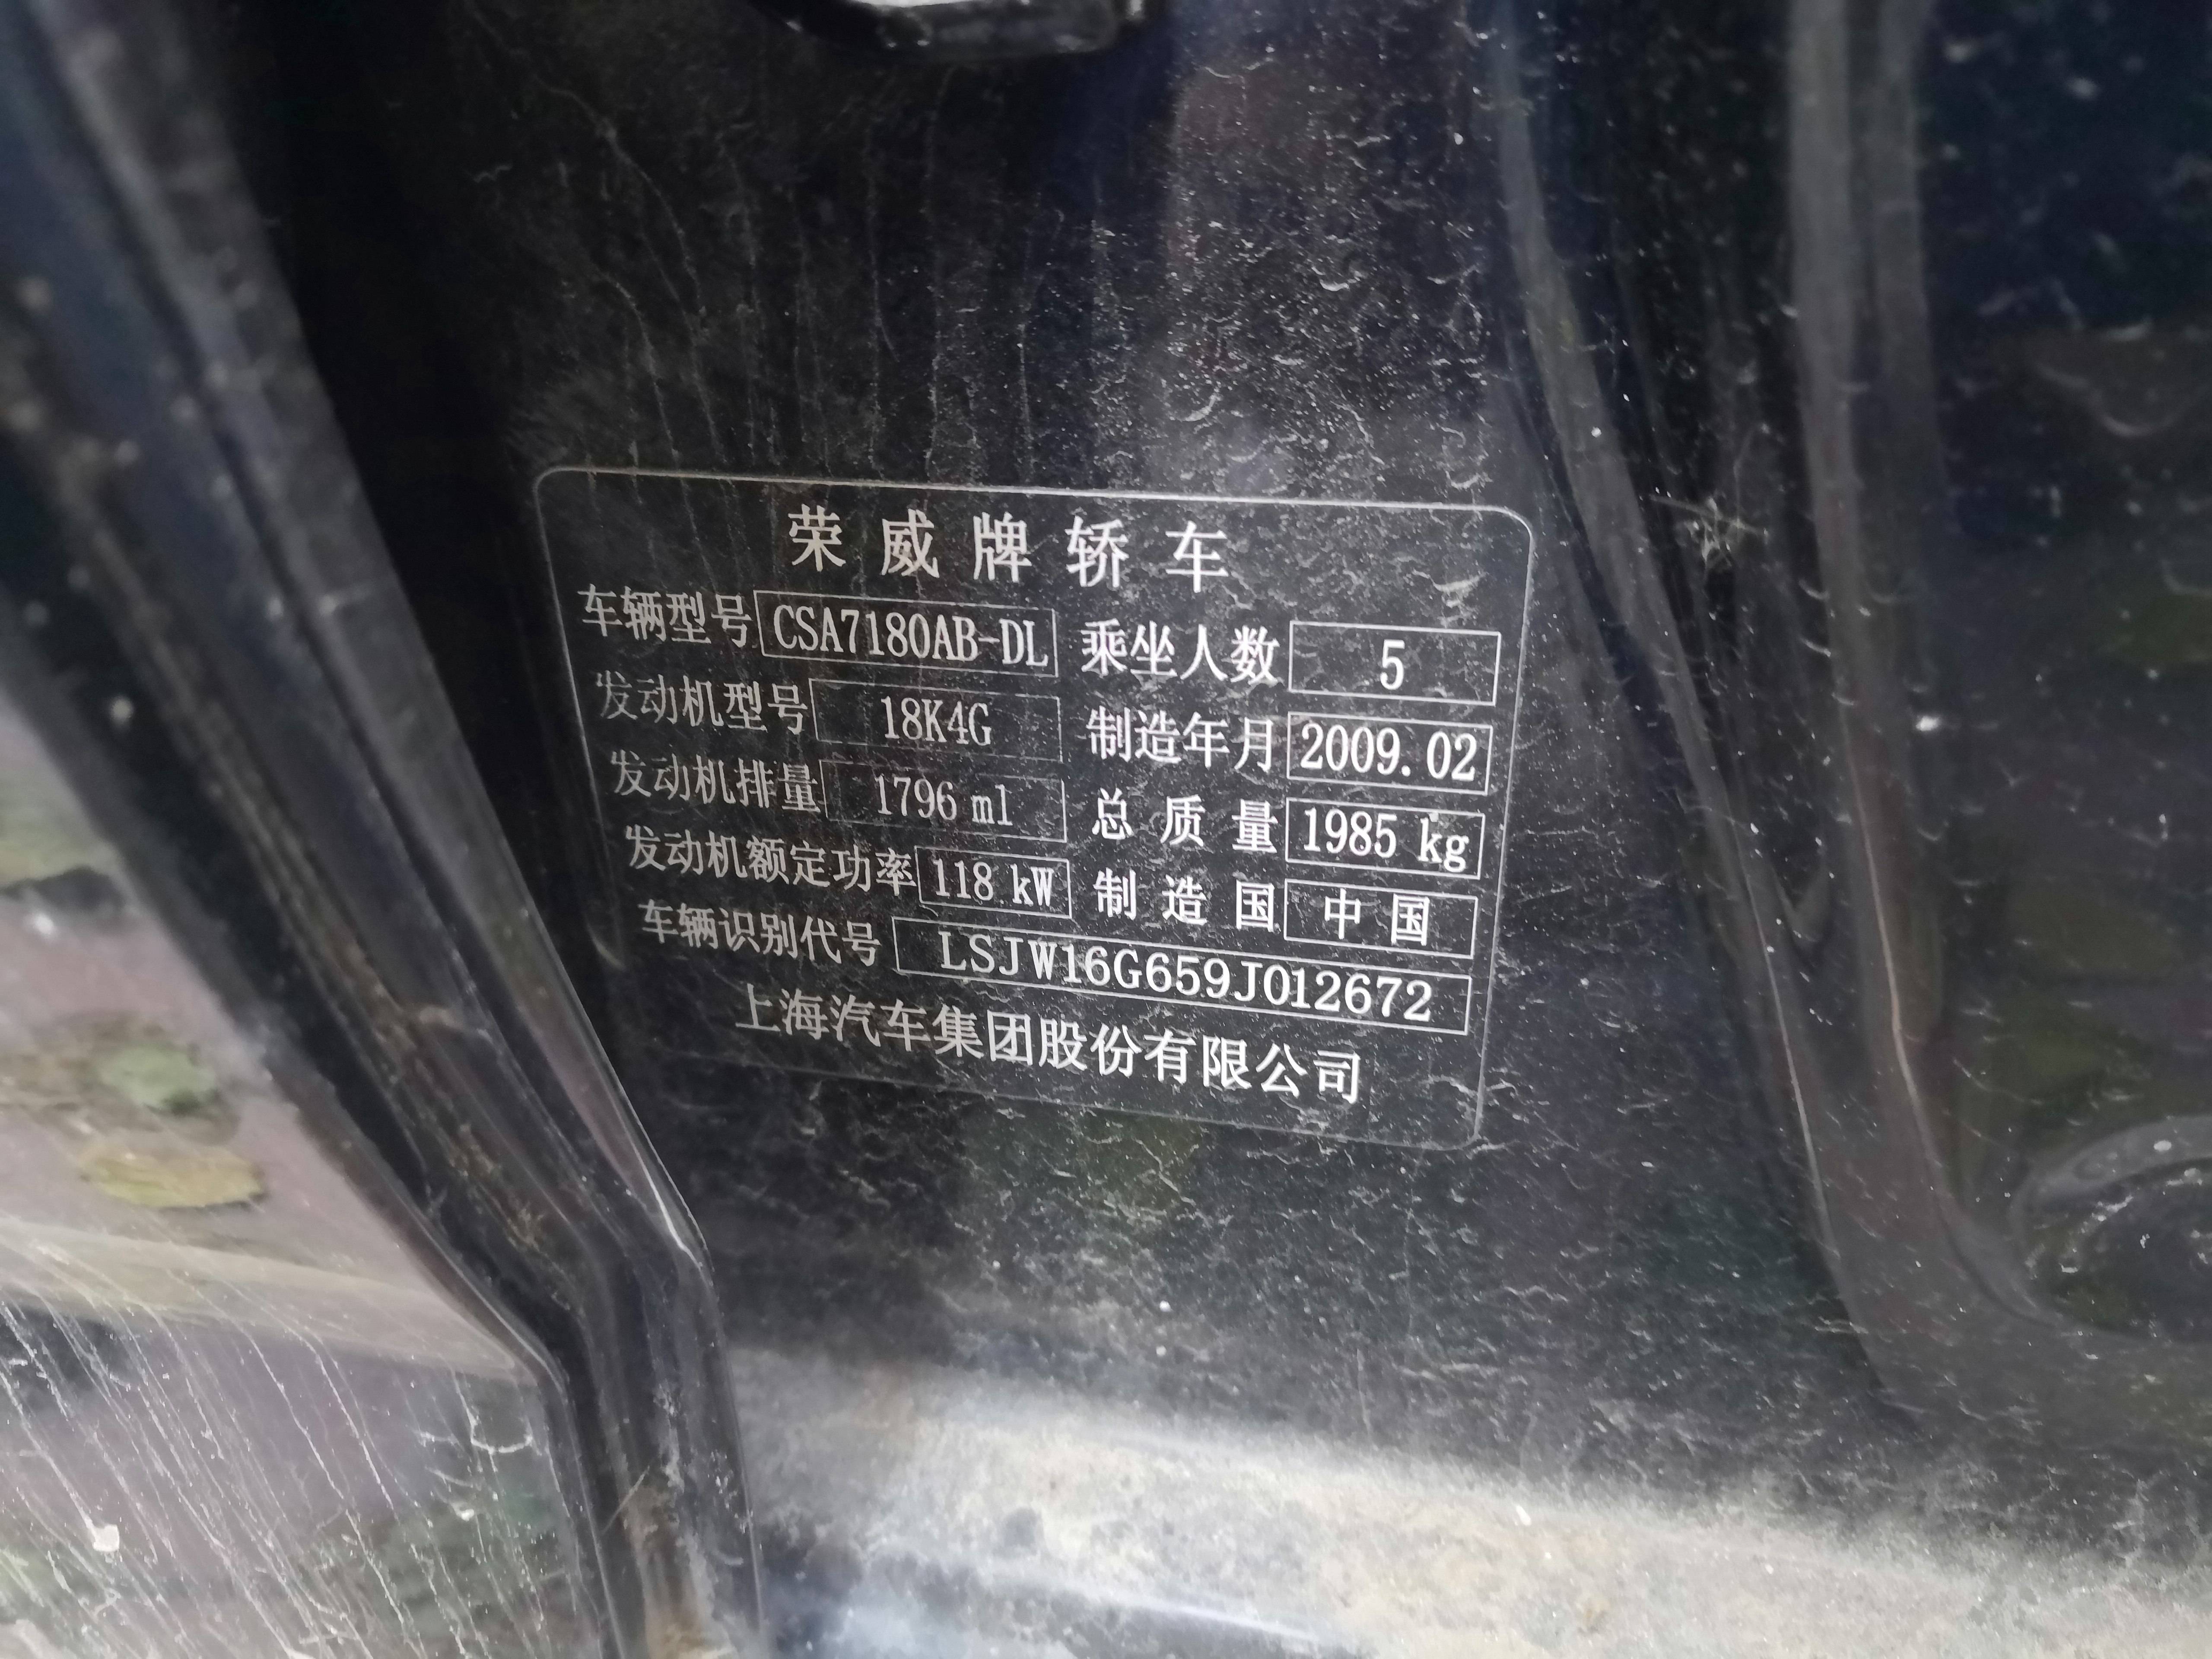 荣威牌轿车
车辆型号 CSA7180AB-DL 乘坐人数 5
发动机型号 18K4G 制造年月 2009.02
发动机排量 1796 ml 总质量 1985 kg
发动机额定功率 118 kW 制造国 中国
车辆识别代号 LSJW16G659J012672
上海汽车集团股份有限公司